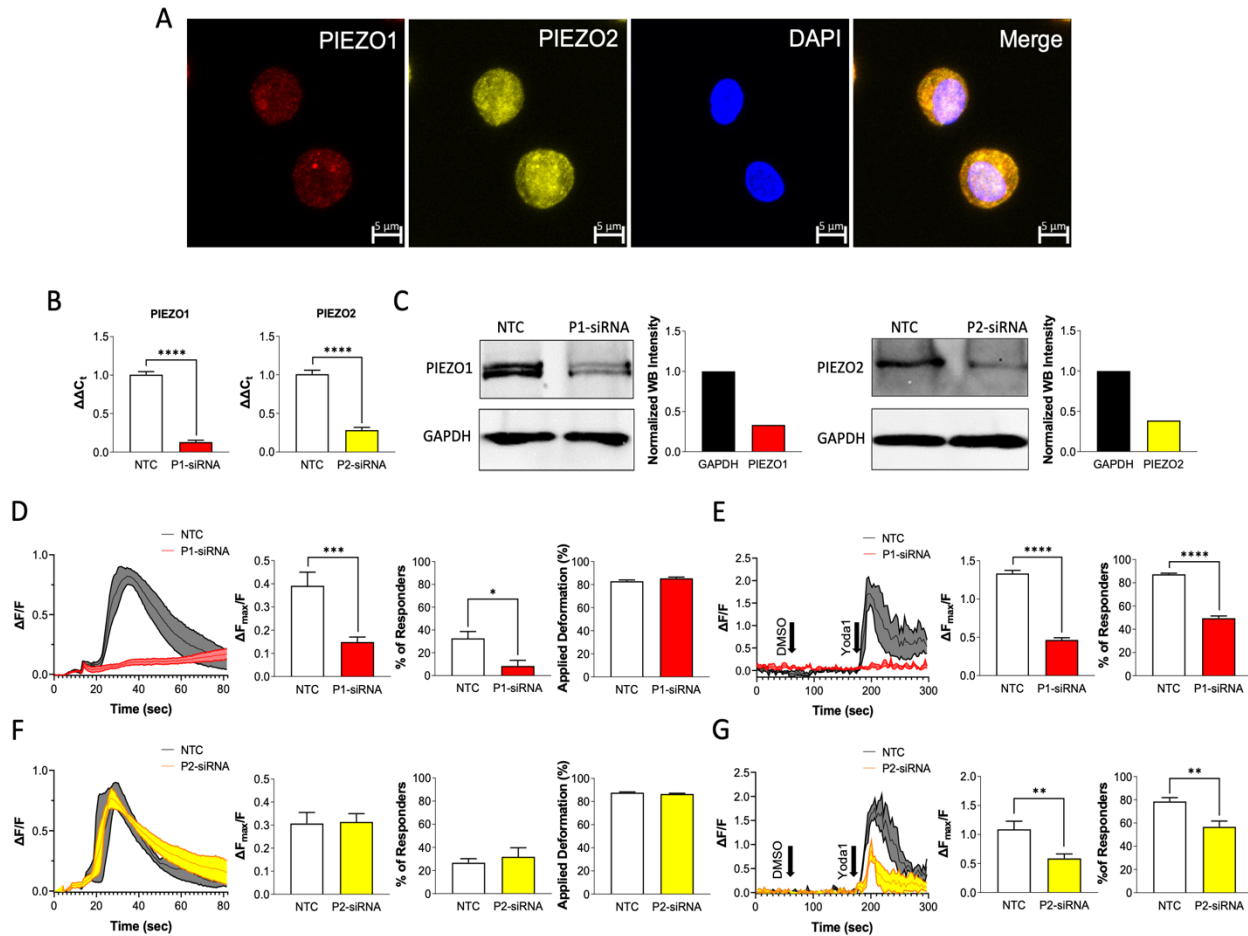 A
PIEZO1
PIEZO2
DAPI
Merge
5 µm
5 µm
5 µm
5 µm
B
PIEZO1
ΔΔCt
1.5
1.0
0.5
0.0
****
NTC
P1-siRNA
PIEZO2
ΔΔCt
1.5
1.0
0.5
0.0
****
NTC
P2-siRNA
C
NTC
P1-siRNA
PIEZO1
GAPDH
Normalized WB Intensity
1.5
1.0
0.5
0.0
GAPDH
PIEZO1
NTC
P2-siRNA
PIEZO2
GAPDH
Normalized WB Intensity
1.5
1.0
0.5
0.0
GAPDH
PIEZO2
D
NTC
P1-siRNA
ΔF/F
1.0
0.5
0
0
20
40
60
80
Time (sec)
ΔFmax/F
0.5
0.4
0.3
0.2
0.1
0.0
***
NTC
P1-siRNA
% of Responders
100
80
60
40
20
0
*
NTC
P1-siRNA
Applied Deformation (%)
100
80
60
40
20
0
NTC
P1-siRNA
E
NTC
P1-siRNA
ΔF/F
2.5
2.0
1.5
1.0
0.5
0.0
DMSO
Yoda1
0
100
200
300
Time (sec)
ΔFmax/F
1.5
1.0
0.5
0.0
****
NTC
P1-siRNA
% of Responders
100
80
60
40
20
0
****
NTC
P1-siRNA
F
NTC
P2-siRNA
ΔF/F
1.0
0.5
0.0
0
20
40
60
80
Time (sec)
ΔFmax/F
0.5
0.4
0.3
0.2
0.1
0.0
NTC
P2-siRNA
% of Responders
100
80
60
40
20
0
NTC
P2-siRNA
Applied Deformation (%)
100
80
60
40
20
0
NTC
P2-siRNA
G
NTC
P2-siRNA
ΔF/F
2.5
2.0
1.5
1.0
0.5
0.0
DMSO
Yoda1
0
100
200
300
Time (sec)
ΔFmax/F
2.0
1.5
1.0
0.5
0.0
**
NTC
P2-siRNA
%of Responders
100
80
60
40
20
0
**
NTC
P2-siRNA